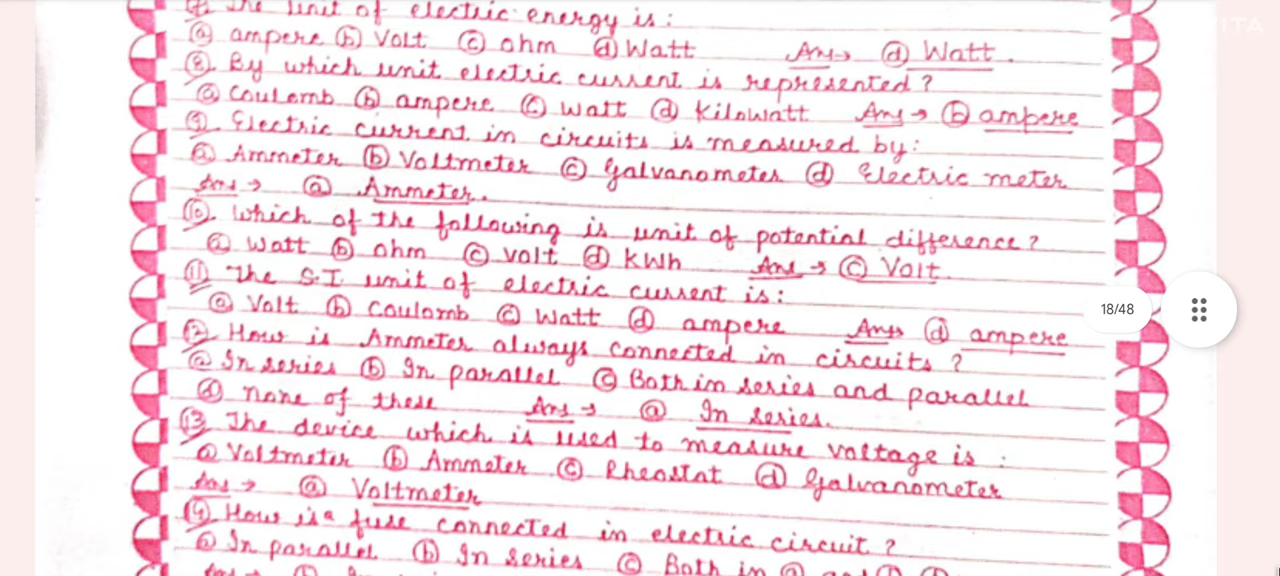 The unit of electric energy is:
ⓐ ampere ⓑ Volt ⓒ ohm ⓓ Watt Ans→ ⓓ Watt.
⑧. By which unit electric current is represented?
ⓐ Coulomb ⓑ ampere ⓒ Watt ⓓ kilowatt Ans→ ⓑ ampere
⑨. Electric current in circuits is measured by:
ⓐ Ammeter ⓑ Voltmeter ⓒ Galvanometer ⓓ Electric meter
Ans→ ⓐ Ammeter.
⑩. Which of the following is unit of potential difference?
ⓐ Watt ⓑ ohm ⓒ volt ⓓ kWh Ans→ ⓒ Volt.
⑪ The S.I unit of electric current is:
ⓐ Volt ⓑ Coulomb ⓒ Watt ⓓ ampere Ans→ ⓓ ampere
⑫. How is Ammeter always connected in circuits?
ⓐ In series ⓑ In parallel ⓒ Both in series and parallel
ⓓ None of these Ans→ ⓐ In series.
⑬. The device which is used to measure voltage is:
ⓐ Voltmeter ⓑ Ammeter ⓒ Rheostat ⓓ Galvanometer
Ans→ ⓐ Voltmeter
⑭ How is a fuse connected in electric circuit?
ⓐ In parallel ⓑ In series ⓒ Both in ⓐ and
18/48